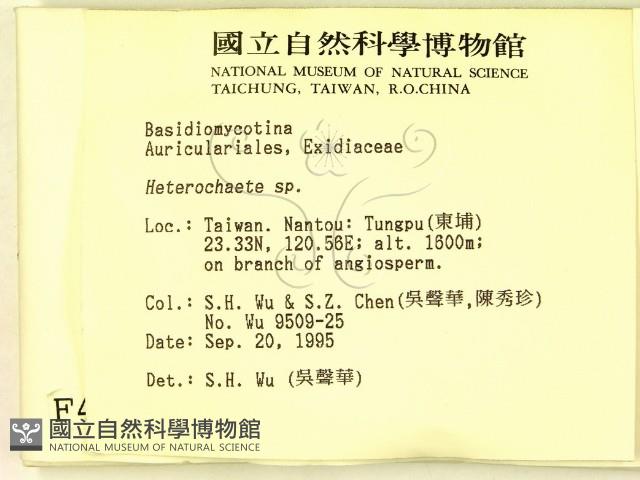 國立自然科學博物館
NATIONAL MUSEUM OF NATURAL SCIENCE
TAICHUNG, TAIWAN, R.O.CHINA
Basidiomycotina
Auriculariales, Exidiaceae
Heterochaete sp.
Loc.: Taiwan. Nantou: Tungpu(東埔)
23.33N, 120.56E; alt. 1600m;
on branch of angiosperm.
Col.: S.H. Wu & S.Z. Chen(吳聲華,陳秀珍)
No. Wu 9509-25
Date: Sep. 20, 1995
Det.: S.H. Wu (吳聲華)
國立自然科學博物館
NATIONAL MUSEUM OF NATURAL SCIENCE